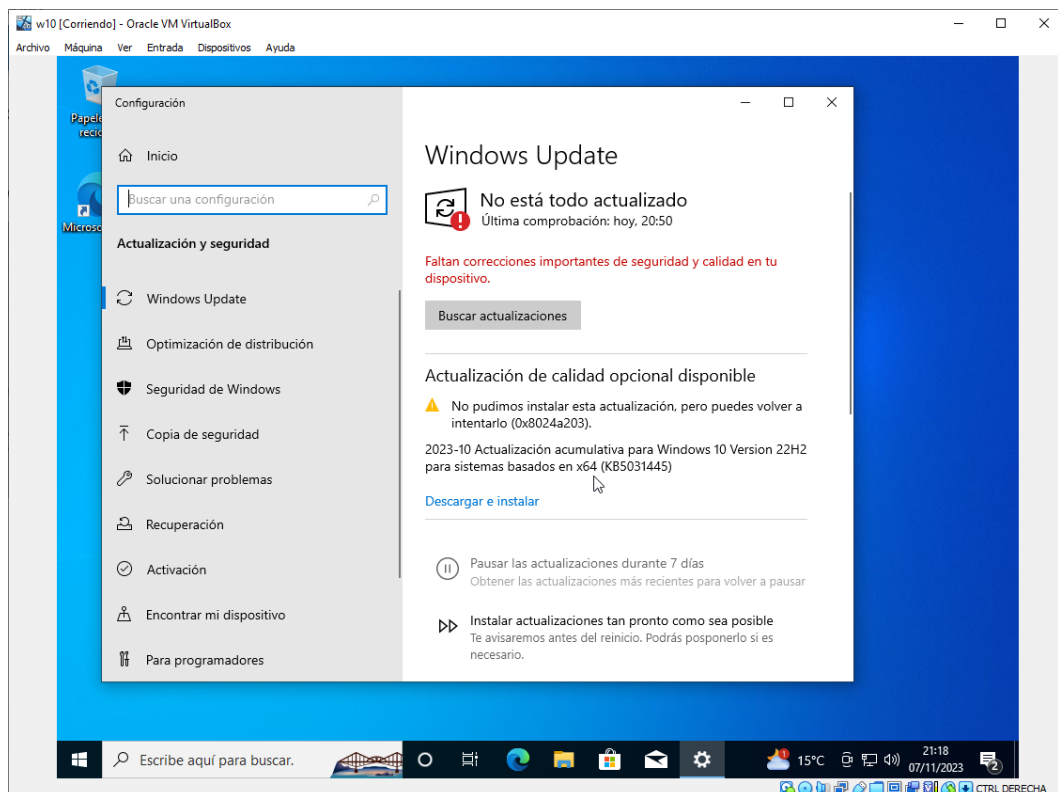 w10 [Corriendo] - Oracle VM VirtualBox
Archivo Máquina Ver Entrada Dispositivos Ayuda
Configuración
Inicio
Buscar una configuración
Actualización y seguridad
Windows Update
Optimización de distribución
Seguridad de Windows
Copia de seguridad
Solucionar problemas
Recuperación
Activación
Encontrar mi dispositivo
Para programadores
Windows Update
No está todo actualizado
Última comprobación: hoy, 20:50
Faltan correcciones importantes de seguridad y calidad en tu
dispositivo.
Buscar actualizaciones
Actualización de calidad opcional disponible
No pudimos instalar esta actualización, pero puedes volver a
intentarlo (0x8024a203).
2023-10 Actualización acumulativa para Windows 10 Version 22H2
para sistemas basados en x64 (KB5031445)
Descargar e instalar
Pausar las actualizaciones durante 7 días
Obtener las actualizaciones más recientes para volver a pausar
Instalar actualizaciones tan pronto como sea posible
Te avisaremos antes del reinicio. Podrás posponerlo si es
necesario.
Escribe aquí para buscar.
1
15°C
21:18
07/11/2023
2
CTRL DERECHA